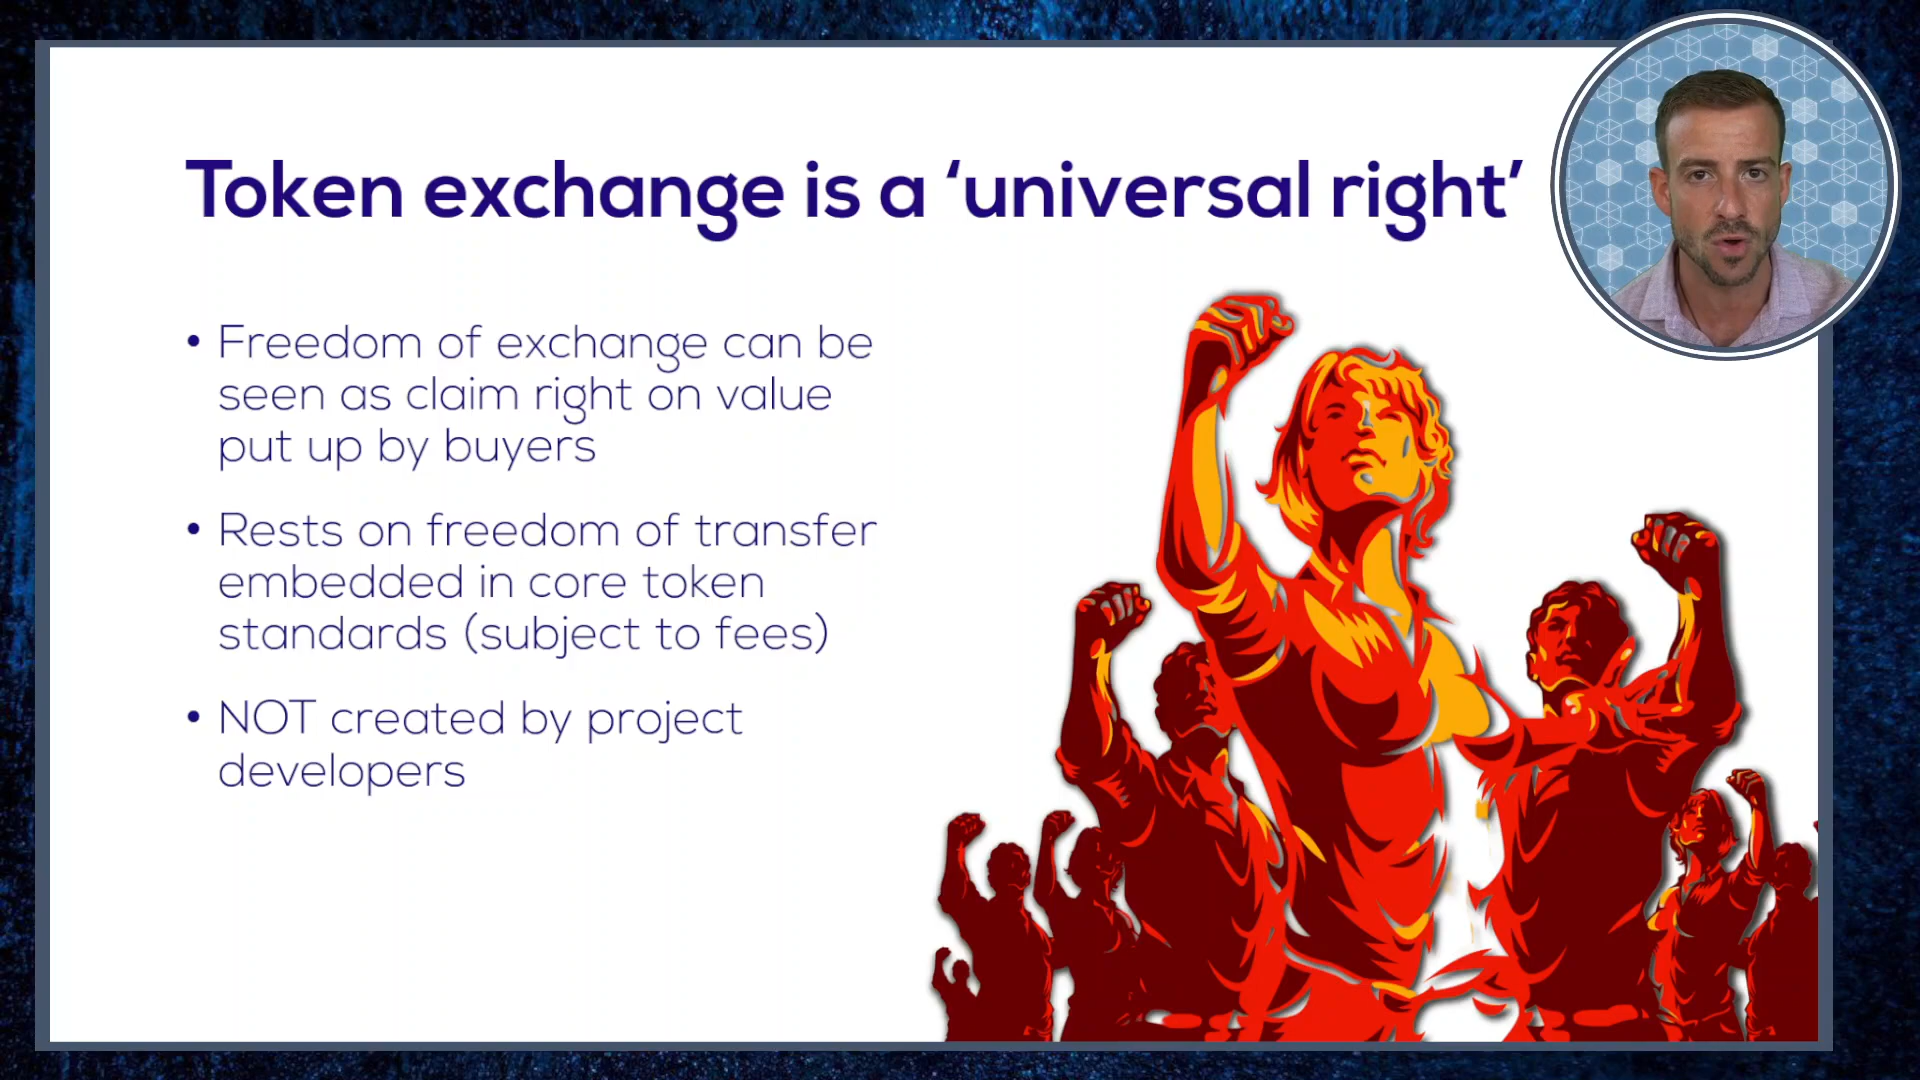 Token exchange is a ‘universal right’
• Freedom of exchange can be
seen as claim right on value
put up by buyers
• Rests on freedom of transfer
embedded in core token
standards (subject to fees)
• NOT created by project
developers